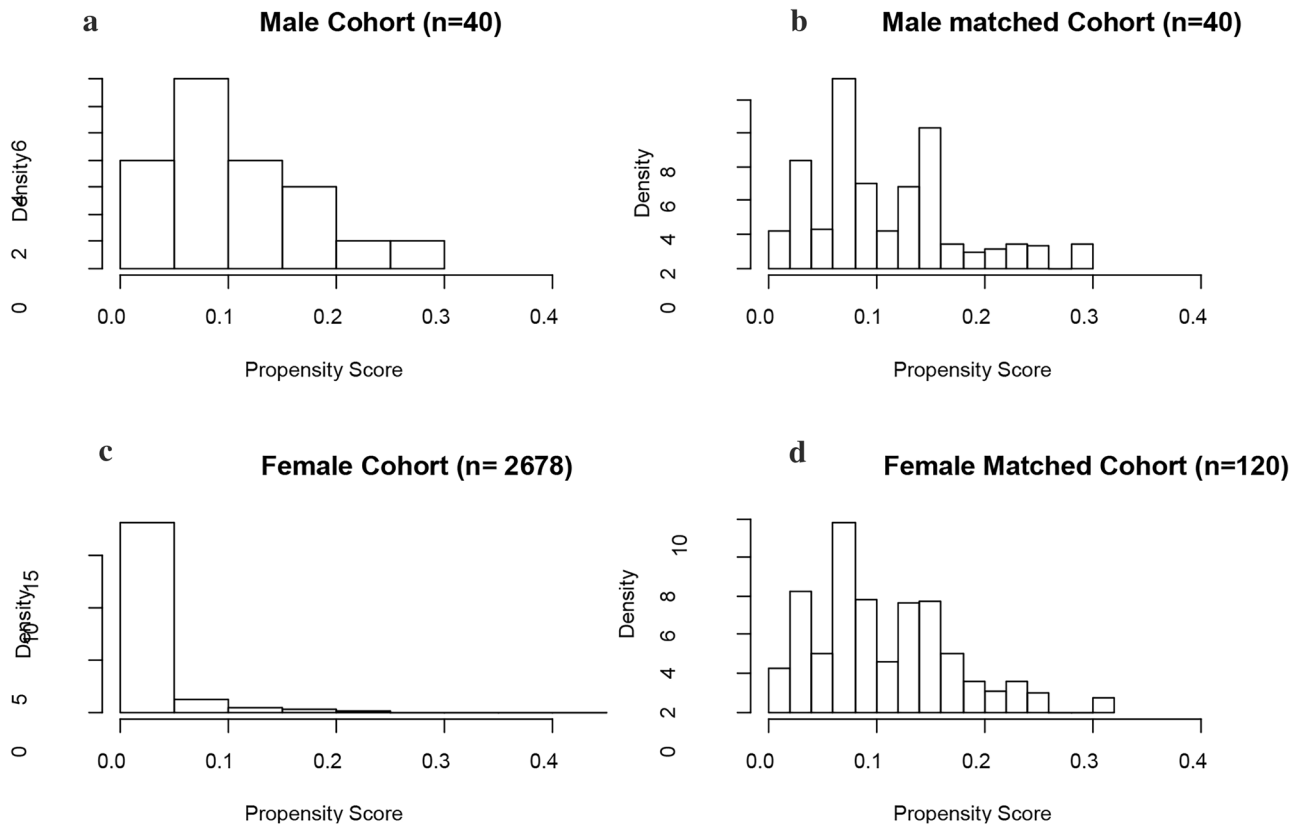 a
Male Cohort (n=40)
Density
6
4
2
0
0.0 0.1 0.2 0.3 0.4
Propensity Score
b
Male matched Cohort (n=40)
Density
8
6
4
2
0
0.0 0.1 0.2 0.3 0.4
Propensity Score
c
Female Cohort (n= 2678)
Density
15
10
5
0
0.0 0.1 0.2 0.3 0.4
Propensity Score
d
Female Matched Cohort (n=120)
Density
10
8
6
4
2
0
0.0 0.1 0.2 0.3 0.4
Propensity Score